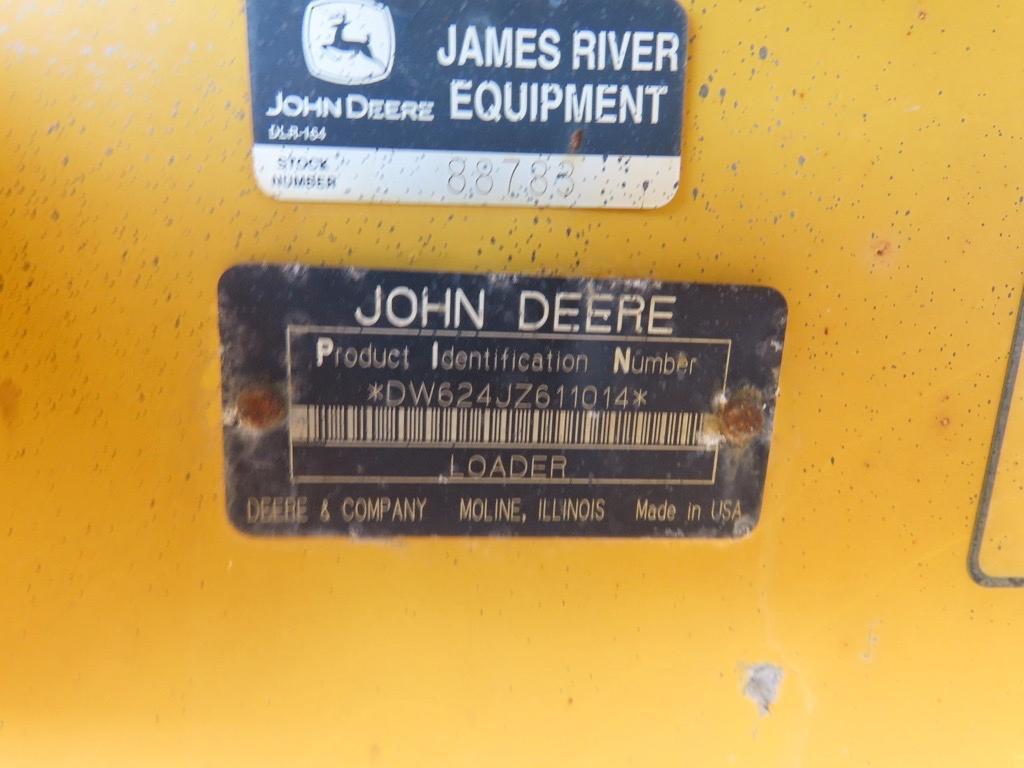 JAMES RIVER
EQUIPMENT
JOHN DEERE
DLR-164
STOCK
NUMBER
88783
JOHN DEERE
Product Identification Number
*DW624JZ611014*
LOADER
DEERE & COMPANY MOLINE, ILLINOIS Made in USA